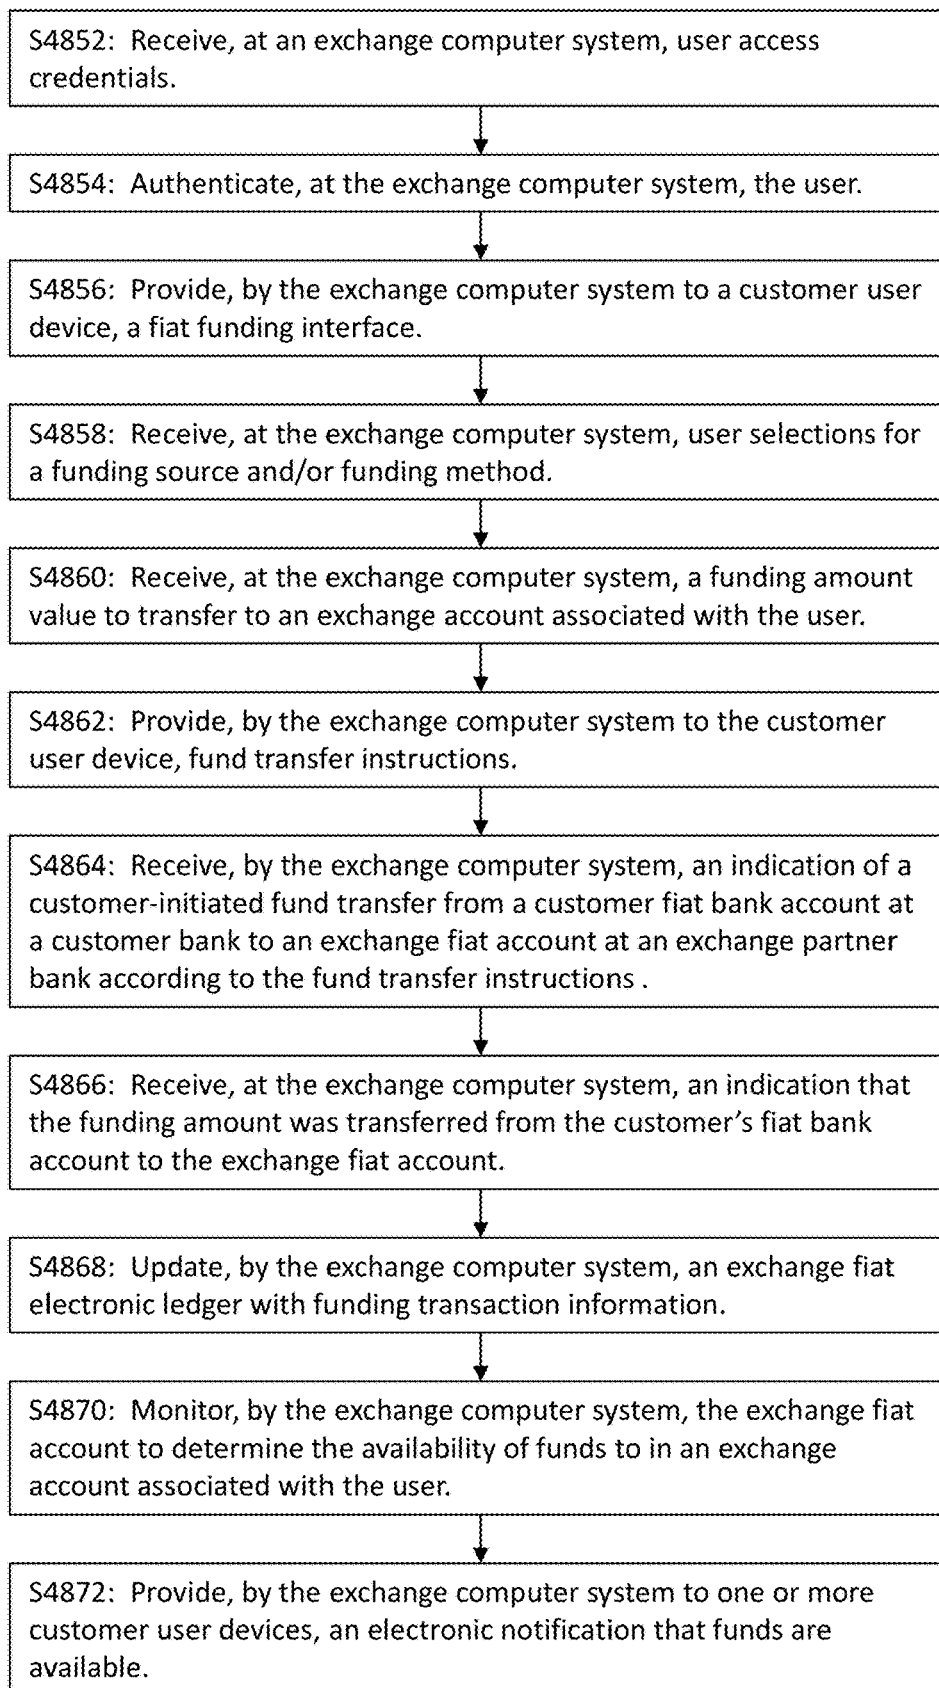 S4852: Receive, at an exchange computer system, user access
credentials.
S4854: Authenticate, at the exchange computer system, the user.
S4856: Provide, by the exchange computer system to a customer user
device, a fiat funding interface.
S4858: Receive, at the exchange computer system, user selections for
a funding source and/or funding method.
S4860: Receive, at the exchange computer system, a funding amount
value to transfer to an exchange account associated with the user.
S4862: Provide, by the exchange computer system to the customer
user device, fund transfer instructions.
S4864: Receive, by the exchange computer system, an indication of a
customer-initiated fund transfer from a customer fiat bank account at
a customer bank to an exchange fiat account at an exchange partner
bank according to the fund transfer instructions .
S4866: Receive, at the exchange computer system, an indication that
the funding amount was transferred from the customer's fiat bank
account to the exchange fiat account.
S4868: Update, by the exchange computer system, an exchange fiat
electronic ledger with funding transaction information.
S4870: Monitor, by the exchange computer system, the exchange fiat
account to determine the availability of funds to in an exchange
account associated with the user.
S4872: Provide, by the exchange computer system to one or more
customer user devices, an electronic notification that funds are
available.